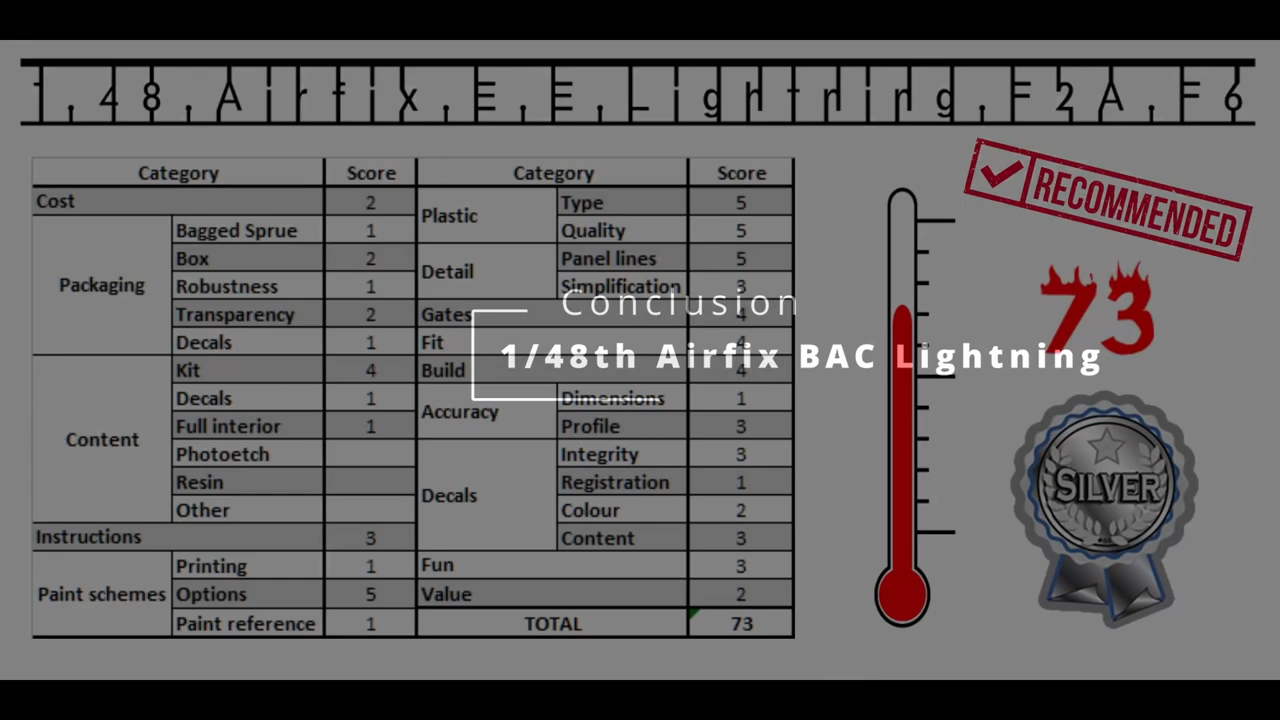 1,48,Airfix,E,E,Lightning,F2A,F6
Category Score Category Score
Cost 2 Plastic Type 5
Packaging Bagged Sprue 1 Quality 5
Box 2 Detail Panel lines 5
Robustness 1 Simplification 3
Transparency 2 Gates 4
Decals 1 Fit 4
Content Kit 4 Build 4
Decals 1 Accuracy Dimensions 1
Full interior 1 Profile 3
Photoetch Decals Integrity 3
Resin Registration 1
Other Colour 2
Instructions 3 Content 3
Paint schemes Printing 1 Fun 3
Options 5 Value 2
Paint reference 1 TOTAL 73
Conclusion
1/48th Airfix BAC Lightning
RECOMMENDED
73
SILVER